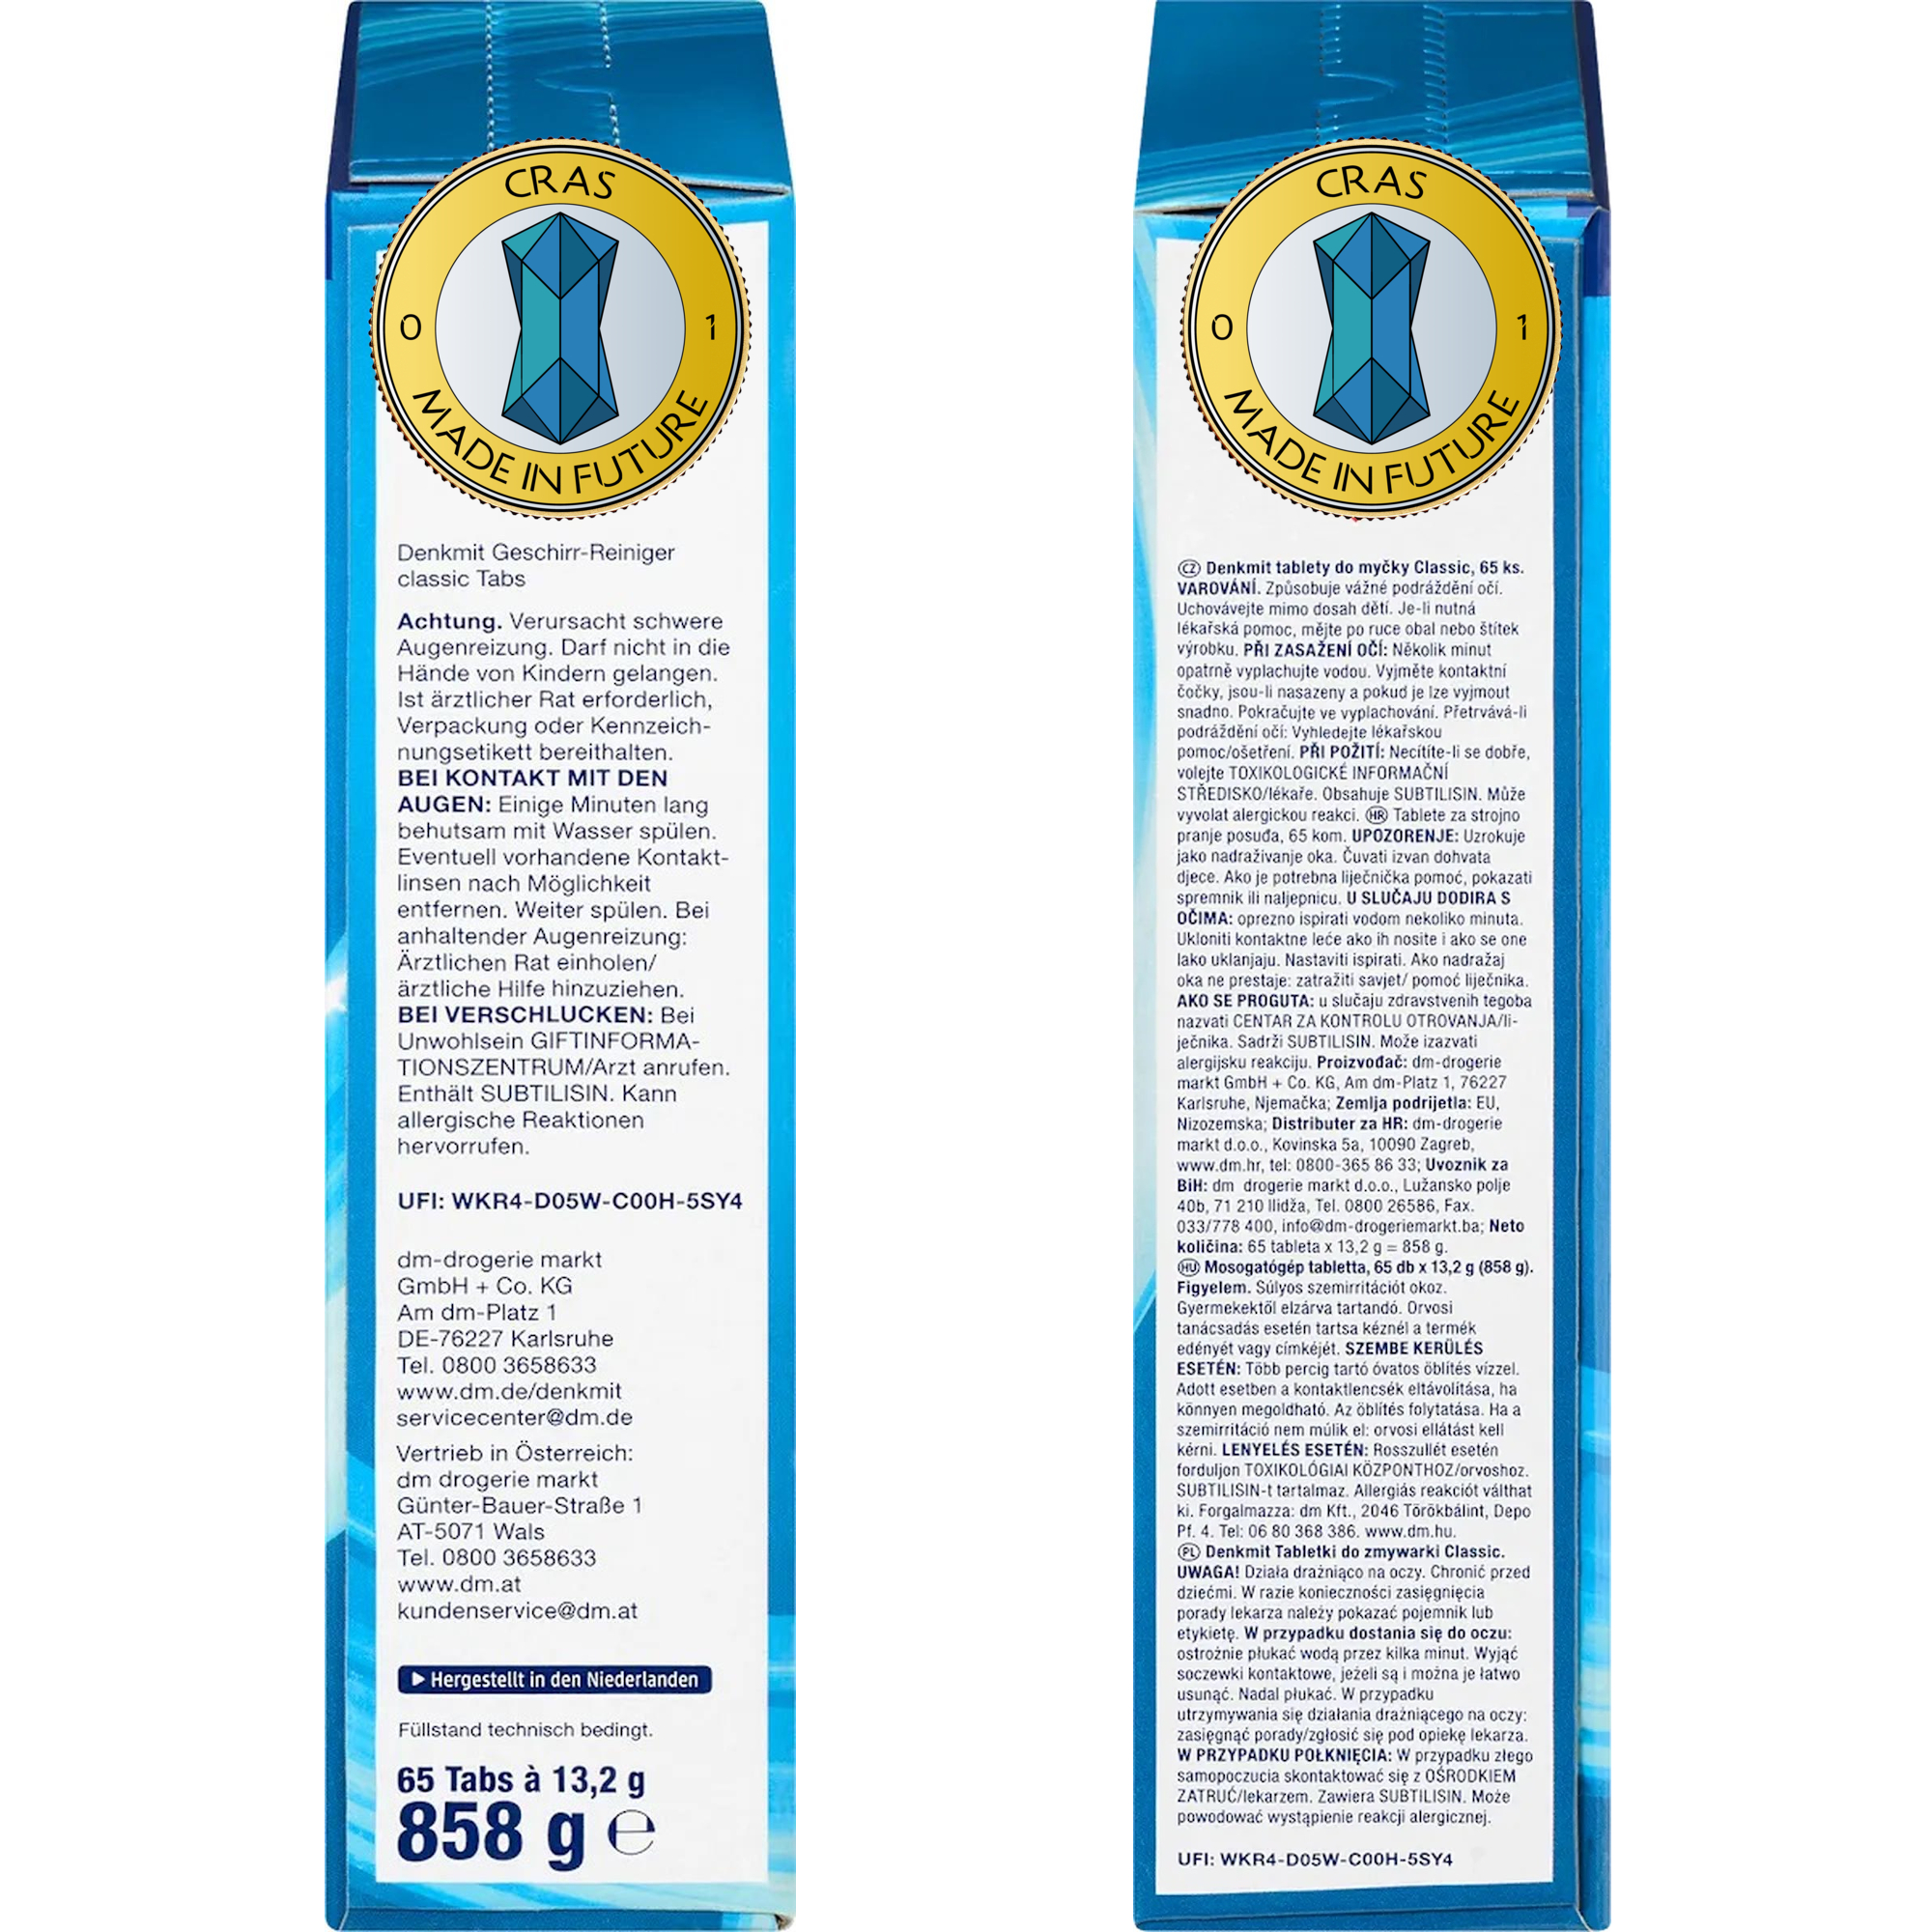 CRAS
0 1
MADE IN FUTURE
Denkmit Geschirr-Reiniger
classic Tabs
Achtung. Verursacht schwere
Augenreizung. Darf nicht in die
Hände von Kindern gelangen.
Ist ärztlicher Rat erforderlich,
Verpackung oder Kennzeich-
nungsetikett bereithalten.
BEI KONTAKT MIT DEN
AUGEN: Einige Minuten lang
behutsam mit Wasser spülen.
Eventuell vorhandene Kontakt-
linsen nach Möglichkeit
entfernen. Weiter spülen. Bei
anhaltender Augenreizung:
Ärztlichen Rat einholen/
ärztliche Hilfe hinzuziehen.
BEI VERSCHLUCKEN: Bei
Unwohlsein GIFTINFORMA-
TIONSZENTRUM/Arzt anrufen.
Enthält SUBTILISIN. Kann
allergische Reaktionen
hervorrufen.
UFI: WKR4-D05W-C00H-5SY4
dm-drogerie markt
GmbH + Co. KG
Am dm-Platz 1
DE-76227 Karlsruhe
Tel. 0800 3658633
www.dm.de/denkmit
servicecenter@dm.de
Vertrieb in Österreich:
dm drogerie markt
Günter-Bauer-Straße 1
AT-5071 Wals
Tel. 0800 3658633
www.dm.at
kundenservice@dm.at
Hergestellt in den Niederlanden
Füllstand technisch bedingt.
65 Tabs à 13,2 g
858 g ℮
CRAS
0 1
MADE IN FUTURE
CZ Denkmit tablety do myčky Classic, 65 ks.
VAROVÁNÍ. Způsobuje vážné podráždění očí.
Uchovávejte mimo dosah dětí. Je-li nutná
lékařská pomoc, mějte po ruce obal nebo štítek
výrobku. PŘI ZASAŽENÍ OČÍ: Několik minut
opatrně vyplachujte vodou. Vyjměte kontaktní
čočky, jsou-li nasazeny a pokud je lze vyjmout
snadno. Pokračujte ve vyplachování. Přetrvává-li
podráždění očí: Vyhledejte lékařskou
pomoc/ošetření. PŘI POŽITÍ: Necítíte-li se dobře,
volejte TOXIKOLOGICKÉ INFORMAČNÍ
STŘEDISKO/lékaře. Obsahuje SUBTILISIN. Může
vyvolat alergickou reakci. HR Tablete za strojno
pranje posuđa, 65 kom. UPOZORENJE: Uzrokuje
jako nadraživanje oka. Čuvati izvan dohvata
djece. Ako je potrebna liječnička pomoć, pokazati
spremnik ili naljepnicu. U SLUČAJU DODIRA S
OČIMA: oprezno ispirati vodom nekoliko minuta.
Ukloniti kontaktne leće ako ih nosite i ako se one
lako uklanjaju. Nastaviti ispirati. Ako nadražaj
oka ne prestaje: zatražiti savjet/ pomoć liječnika.
AKO SE PROGUTA: u slučaju zdravstvenih tegoba
nazvati CENTAR ZA KONTROLU OTROVANJA/li-
ječnika. Sadrži SUBTILISIN. Može izazvati
alergijsku reakciju. Proizvođač: dm-drogerie
markt GmbH + Co. KG, Am dm-Platz 1, 76227
Karlsruhe, Njemačka; Zemlja podrijetla: EU,
Nizozemska; Distributer za HR: dm-drogerie
markt d.o.o., Kovinska 5a, 10090 Zagreb,
www.dm.hr, tel: 0800-365 86 33; Uvoznik za
BiH: dm drogerie markt d.o.o., Lužansko polje
40b, 71 210 Ilidža, Tel. 0800 26586, Fax.
033/778 400, info@dm-drogeriemarkt.ba; Neto
količina: 65 tableta x 13,2 g = 858 g.
HU Mosogatógép tabletta, 65 db x 13,2 g (858 g).
Figyelem. Súlyos szemirritációt okoz.
Gyermekektől elzárva tartandó. Orvosi
tanácsadás esetén tartsa kéznél a termék
edényét vagy címkéjét. SZEMBE KERÜLÉS
ESETÉN: Több percig tartó óvatos öblítés vízzel.
Adott esetben a kontaktlencsék eltávolítása, ha
könnyen megoldható. Az öblítés folytatása. Ha a
szemirritáció nem múlik el: orvosi ellátást kell
kérni. LENYELÉS ESETÉN: Rosszullét esetén
forduljon TOXIKOLÓGIAI KÖZPONTHOZ/orvoshoz.
SUBTILISIN-t tartalmaz. Allergiás reakciót válthat
ki. Forgalmazza: dm Kft., 2046 Törökbálint, Depo
Pf. 4. Tel: 06 80 368 386. www.dm.hu.
PL Denkmit Tabletki do zmywarki Classic.
UWAGA! Działa drażniąco na oczy. Chronić przed
dziećmi. W razie konieczności zasięgnięcia
porady lekarza należy pokazać pojemnik lub
etykietę. W przypadku dostania się do oczu:
ostrożnie płukać wodą przez kilka minut. Wyjąć
soczewki kontaktowe, jeżeli są i można je łatwo
usunąć. Nadal płukać. W przypadku
utrzymywania się działania drażniącego na oczy:
zasięgnąć porady/zgłosić się pod opiekę lekarza.
W PRZYPADKU POŁKNIĘCIA: W przypadku złego
samopoczucia skontaktować się z OŚRODKIEM
ZATRUĆ/lekarzem. Zawiera SUBTILISIN. Może
powodować wystąpienie reakcji alergicznej.
UFI: WKR4-D05W-C00H-5SY4